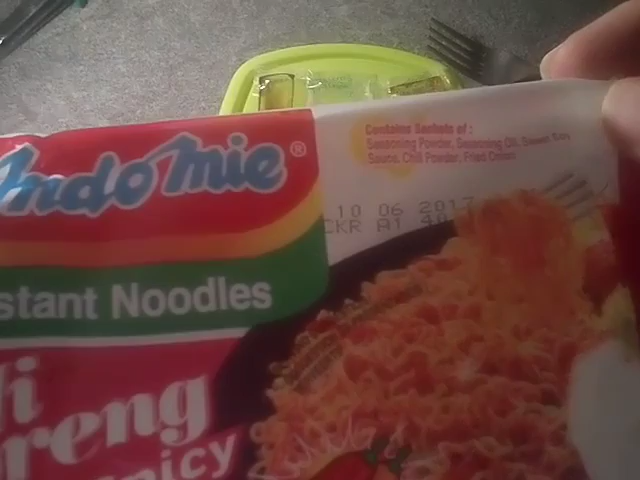 Indomie®
Contains Sachets of :
Seasoning Powder, Seasoning Oil, Sweet Soy
Sauce, Chili Powder, Fried Onion
10 06 2017
CKR A1
stant Noodles
i
reng
picy